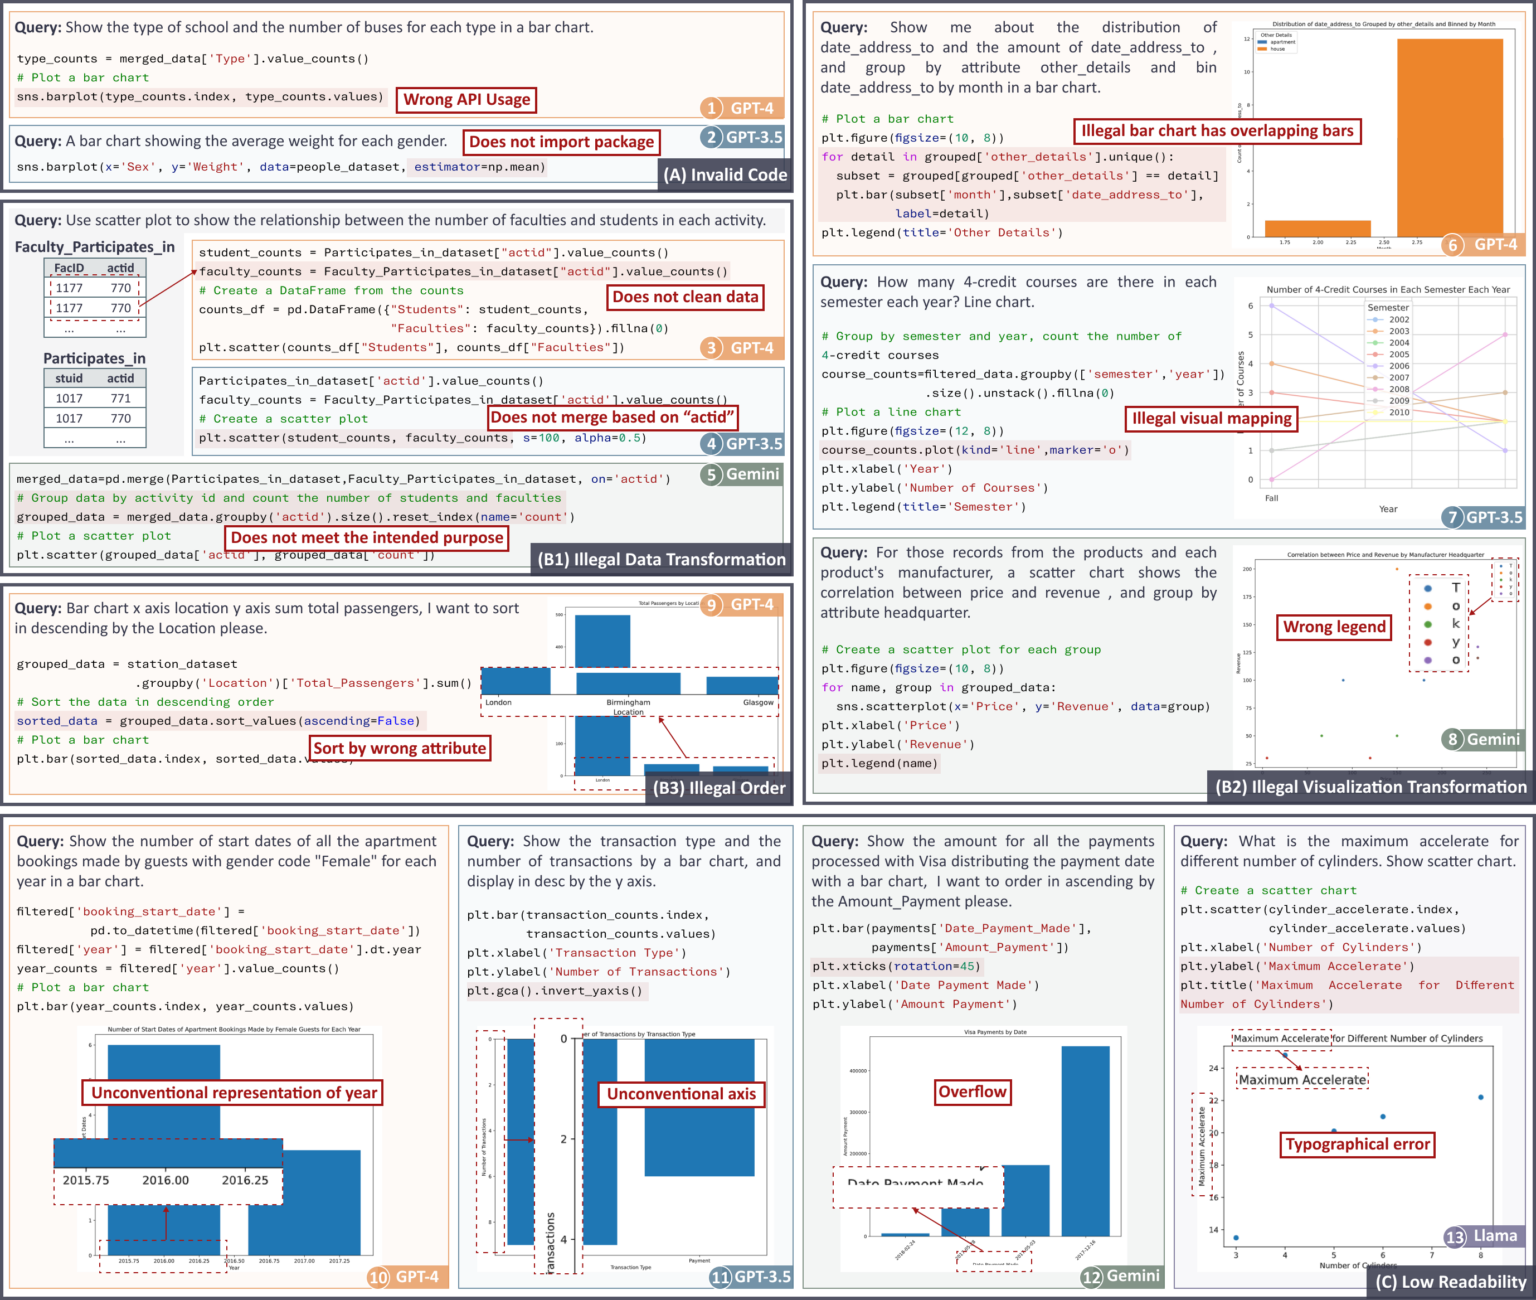 Query: Show the type of school and the number of buses for each type in a bar chart.
type_counts = merged_data['Type'].value_counts()
# Plot a bar chart
sns.barplot(type_counts.index, type_counts.values)
Wrong API Usage
1 GPT-4
Query: A bar chart showing the average weight for each gender.
Does not import package
2 GPT-3.5
sns.barplot(x='Sex', y='Weight', data=people_dataset, estimator=np.mean)
(A) Invalid Code
Query: Use scatter plot to show the relationship between the number of faculties and students in each activity.
Faculty_Participates_in
FacID actid
1177 770
1177 770
... ...
Participates_in
stuid actid
1017 771
1017 770
... ...
student_counts = Participates_in_dataset["actid"].value_counts()
faculty_counts = Faculty_Participates_in_dataset["actid"].value_counts()
# Create a DataFrame from the counts
Does not clean data
counts_df = pd.DataFrame({"Students": student_counts,
"Faculties": faculty_counts}).fillna(0)
plt.scatter(counts_df["Students"], counts_df["Faculties"])
3 GPT-4
Participates_in_dataset['actid'].value_counts()
faculty_counts = Faculty_Participates_in_dataset['actid'].value_counts()
# Create a scatter plot
Does not merge based on "actid"
plt.scatter(student_counts, faculty_counts, s=100, alpha=0.5)
4 GPT-3.5
5 Gemini
merged_data=pd.merge(Participates_in_dataset,Faculty_Participates_in_dataset, on='actid')
# Group data by activity id and count the number of students and faculties
grouped_data = merged_data.groupby('actid').size().reset_index(name='count')
# Plot a scatter plot
Does not meet the intended purpose
plt.scatter(grouped_data['actid'], grouped_data['count'])
(B1) Illegal Data Transformation
Query: Bar chart x axis location y axis sum total passengers, I want to sort
in descending by the Location please.
9 GPT-4
grouped_data = station_dataset
.groupby('Location')['Total_Passengers'].sum()
# Sort the data in descending order
sorted_data = grouped_data.sort_values(ascending=False)
# Plot a bar chart
Sort by wrong attribute
plt.bar(sorted_data.index, sorted_data.values)
Total Passengers by Locati
500
400
London Birmingham Glasgow
Location
100
0
London
(B3) Illegal Order
Query: Show me about the distribution of
date_address_to and the amount of date_address_to ,
and group by attribute other_details and bin
date_address_to by month in a bar chart.
# Plot a bar chart
plt.figure(figsize=(10, 8))
for detail in grouped['other_details'].unique():
subset = grouped[grouped['other_details'] == detail]
plt.bar(subset['month'],subset['date_address_to'],
label=detail)
plt.legend(title='Other Details')
Illegal bar chart has overlapping bars
Distribution of date_address_to Grouped by other_details and Binned by Month
Other Details
apartment
house
12
10
8
6
4
2
0
1.75 2.00 2.25 2.50 2.75
Month
6 GPT-4
Query: How many 4-credit courses are there in each
semester each year? Line chart.
# Group by semester and year, count the number of
4-credit courses
course_counts=filtered_data.groupby(['semester','year'])
.size().unstack().fillna(0)
# Plot a line chart
plt.figure(figsize=(12, 8))
course_counts.plot(kind='line',marker='o')
plt.xlabel('Year')
plt.ylabel('Number of Courses')
plt.legend(title='Semester')
Illegal visual mapping
Number of 4-Credit Courses in Each Semester Each Year
Semester
2002
2003
2004
2005
2006
2007
2008
2009
2010
6
5
4
3
2
1
0
er of Courses
Fall
Year
7 GPT-3.5
Query: For those records from the products and each
product's manufacturer, a scatter chart shows the
correlation between price and revenue , and group by
attribute headquarter.
# Create a scatter plot for each group
plt.figure(figsize=(10, 8))
for name, group in grouped_data:
sns.scatterplot(x='Price', y='Revenue', data=group)
plt.xlabel('Price')
plt.ylabel('Revenue')
plt.legend(name)
Wrong legend
Correlation between Price and Revenue by Manufacturer Headquarter
T
o
k
y
o
200
175
150
125
100
75
50
25
Revenue
8 Gemini
(B2) Illegal Visualization Transformation
Query: Show the number of start dates of all the apartment
bookings made by guests with gender code "Female" for each
year in a bar chart.
filtered['booking_start_date'] =
pd.to_datetime(filtered['booking_start_date'])
filtered['year'] = filtered['booking_start_date'].dt.year
year_counts = filtered['year'].value_counts()
# Plot a bar chart
plt.bar(year_counts.index, year_counts.values)
Number of Start Dates of Apartment Bookings Made by Female Guests for Each Year
6
Unconventional representation of year
4
rt Dates
2015.75 2016.00 2016.25
1
0
2015.75 2016.00 2016.25 2016.50 2016.75 2017.00 2017.25
Year
10 GPT-4
Query: Show the transaction type and the
number of transactions by a bar chart, and
display in desc by the y axis.
plt.bar(transaction_counts.index,
transaction_counts.values)
plt.xlabel('Transaction Type')
plt.ylabel('Number of Transactions')
plt.gca().invert_yaxis()
er of Transactions by Transaction Type
Unconventional axis
0
2
4
ransactions
0
2
6
8
Number of Transactions
Payment
Transaction Type
11 GPT-3.5
Query: Show the amount for all the payments
processed with Visa distributing the payment date
with a bar chart, I want to order in ascending by
the Amount_Payment please.
plt.bar(payments['Date_Payment_Made'],
payments['Amount_Payment'])
plt.xticks(rotation=45)
plt.xlabel('Date Payment Made')
plt.ylabel('Amount Payment')
Visa Payments by Date
Overflow
400000
300000
200000
0
Amount Payment
Date Payment Made
2018-02-24
2018-03-03
2017-12-16
Date Payment Made
12 Gemini
Query: What is the maximum accelerate for
different number of cylinders. Show scatter chart.
# Create a scatter chart
plt.scatter(cylinder_accelerate.index,
cylinder_accelerate.values)
plt.xlabel('Number of Cylinders')
plt.ylabel('Maximum Accelerate')
plt.title('Maximum Accelerate for Different
Number of Cylinders')
Maximum Accelerate for Different Number of Cylinders
Maximum Accelerate
Typographical error
24
22
20
18
16
14
Maximum Accelerate
3 4 5 6 8
Number of Cylinders
13 Llama
(C) Low Readability